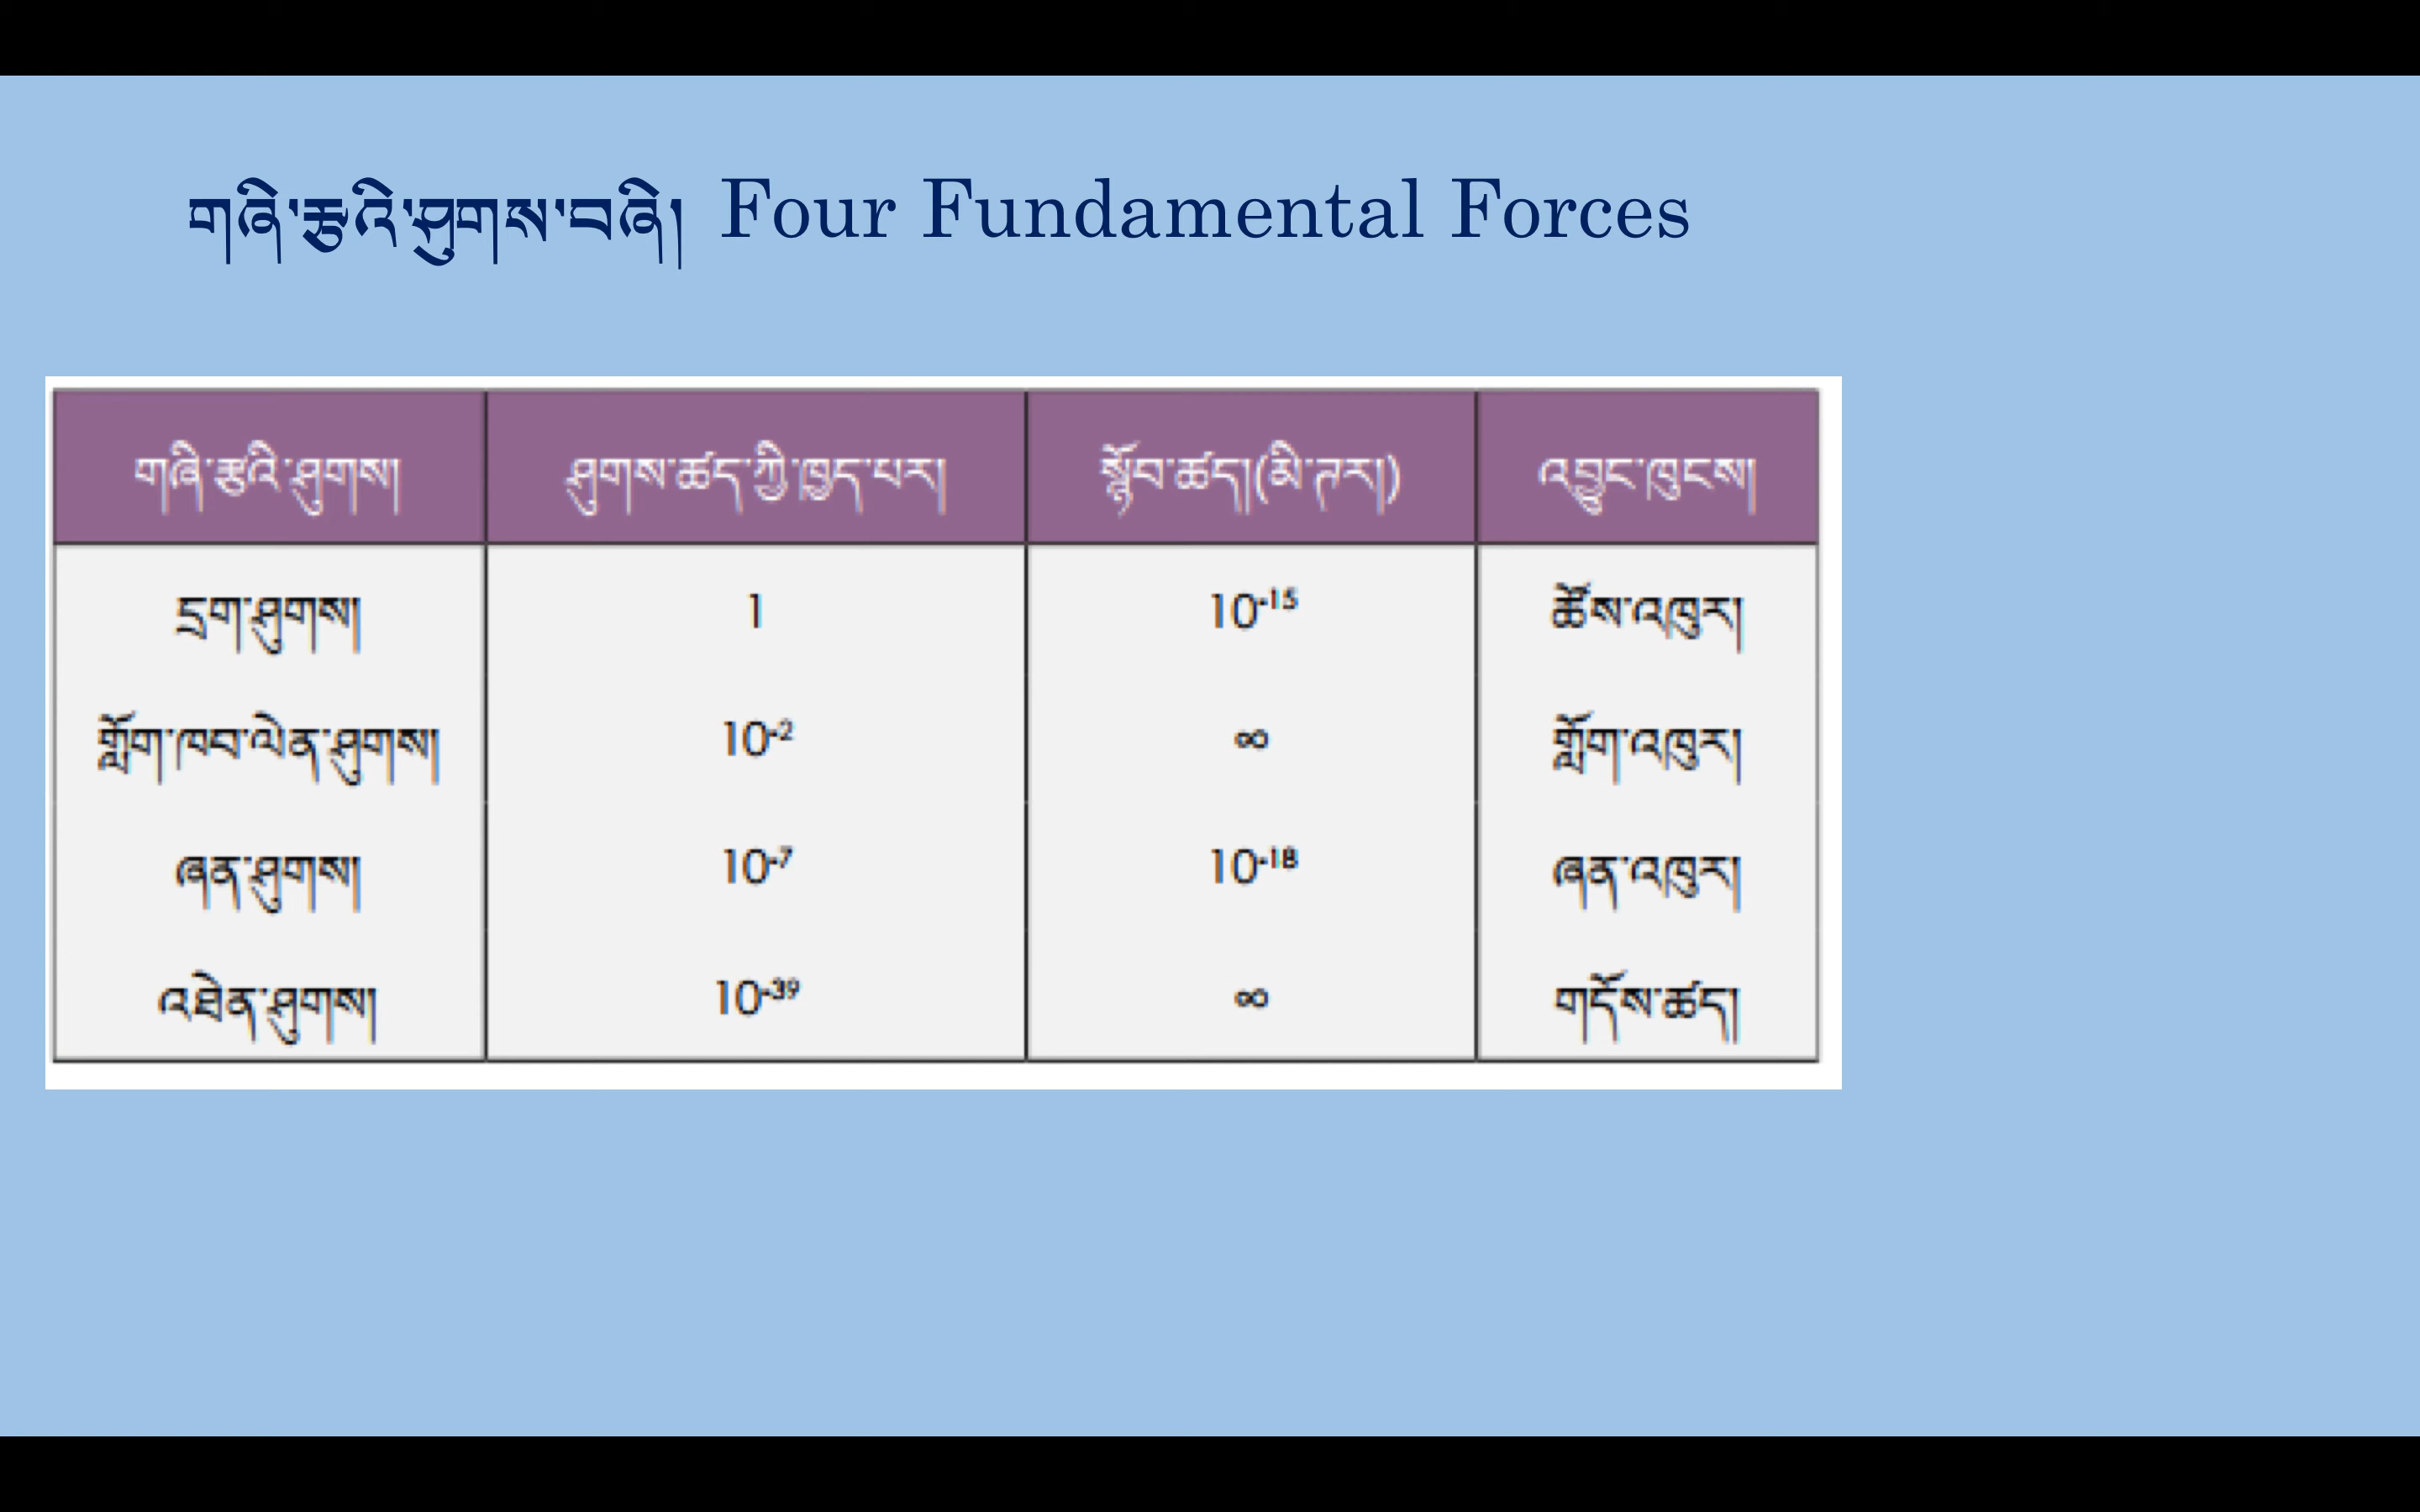 གཞི་རྩའི་ཤུགས་བཞི། Four Fundamental Forces
གཞི་རྩའི་ཤུགས། ཤུགས་ཚད་ཀྱི་ཁྱད་པར། སྙོབ་ཚད།(མི་ཊར།) འབྱུང་ཁུངས།
དྲག་ཤུགས། 1 10⁻¹⁵ ཚོས་འཁུར།
གློག་ཁབ་ལེན་ཤུགས། 10⁻² ∞ གློག་འཁུར།
ཞན་ཤུགས། 10⁻⁷ 10⁻¹⁸ ཞན་འཁུར།
འཐེན་ཤུགས། 10⁻³⁹ ∞ གདོས་ཚད།